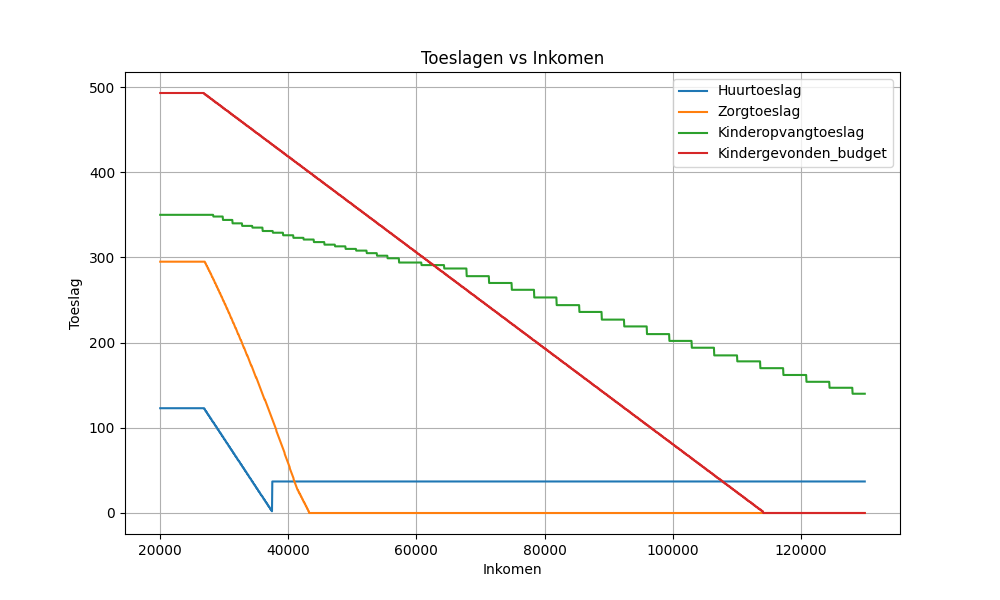 Toeslagen vs Inkomen
Huurtoeslag
Zorgtoeslag
Kinderopvangtoeslag
Kindergevonden_budget
Toeslag
500
400
300
200
100
0
20000 40000 60000 80000 100000 120000
Inkomen